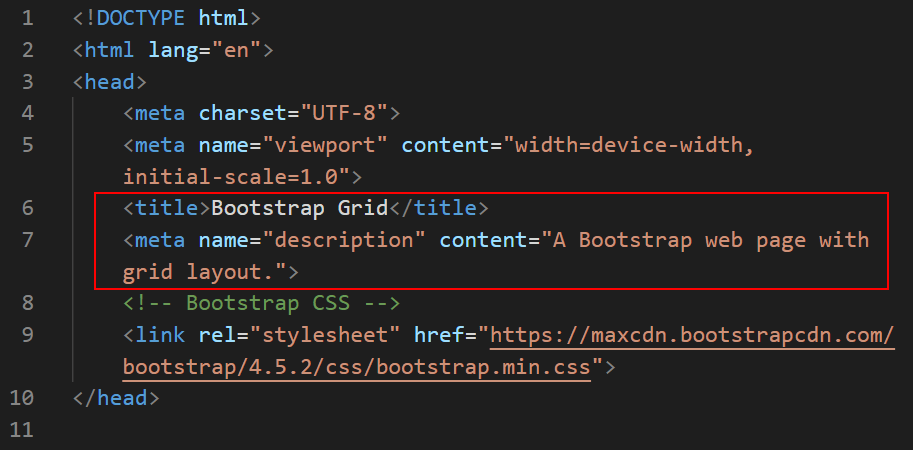 1 <!DOCTYPE html>
2 <html lang="en">
3 <head>
4 <meta charset="UTF-8">
5 <meta name="viewport" content="width=device-width,
initial-scale=1.0">
6 <title>Bootstrap Grid</title>
7 <meta name="description" content="A Bootstrap web page with
grid layout.">
8 <!-- Bootstrap CSS -->
9 <link rel="stylesheet" href="https://maxcdn.bootstrapcdn.com/
bootstrap/4.5.2/css/bootstrap.min.css">
10 </head>
11